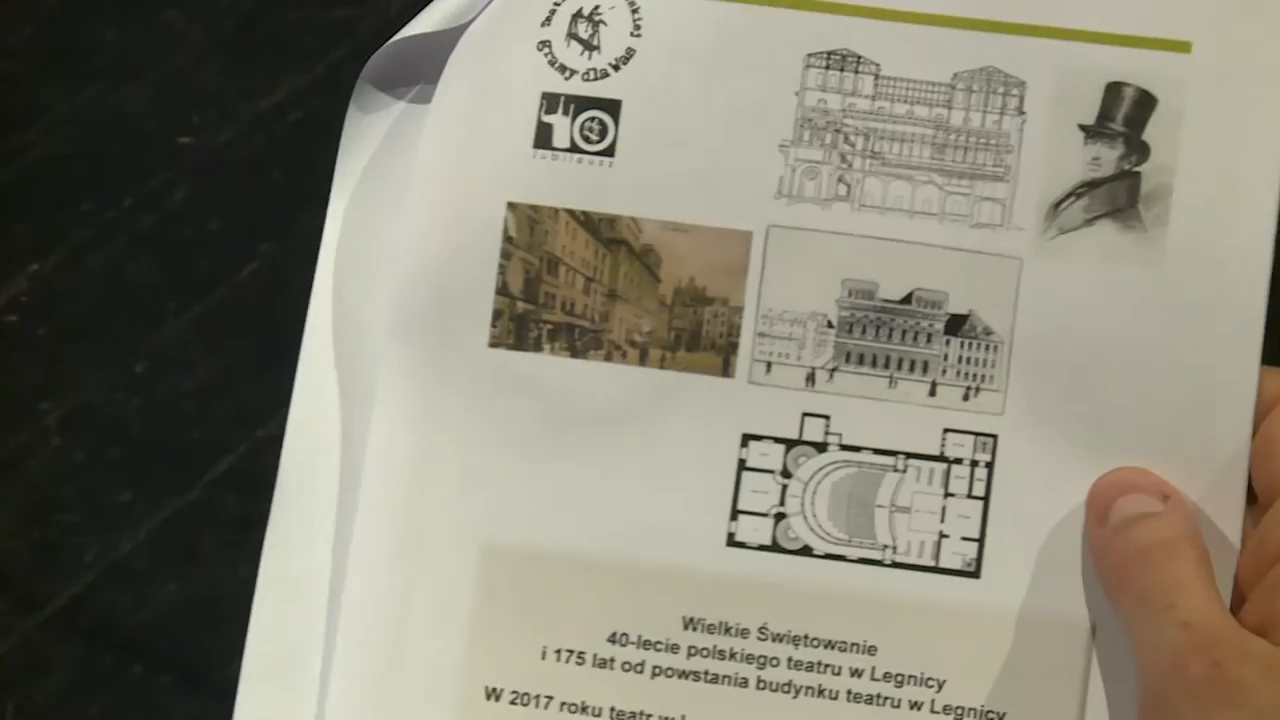 gramy dla Was
40
Jubileusz
Wielkie Świętowanie
40-lecie polskiego teatru w Legnicy
i 175 lat od powstania budynku teatru w Legnicy
W 2017 roku teatr w